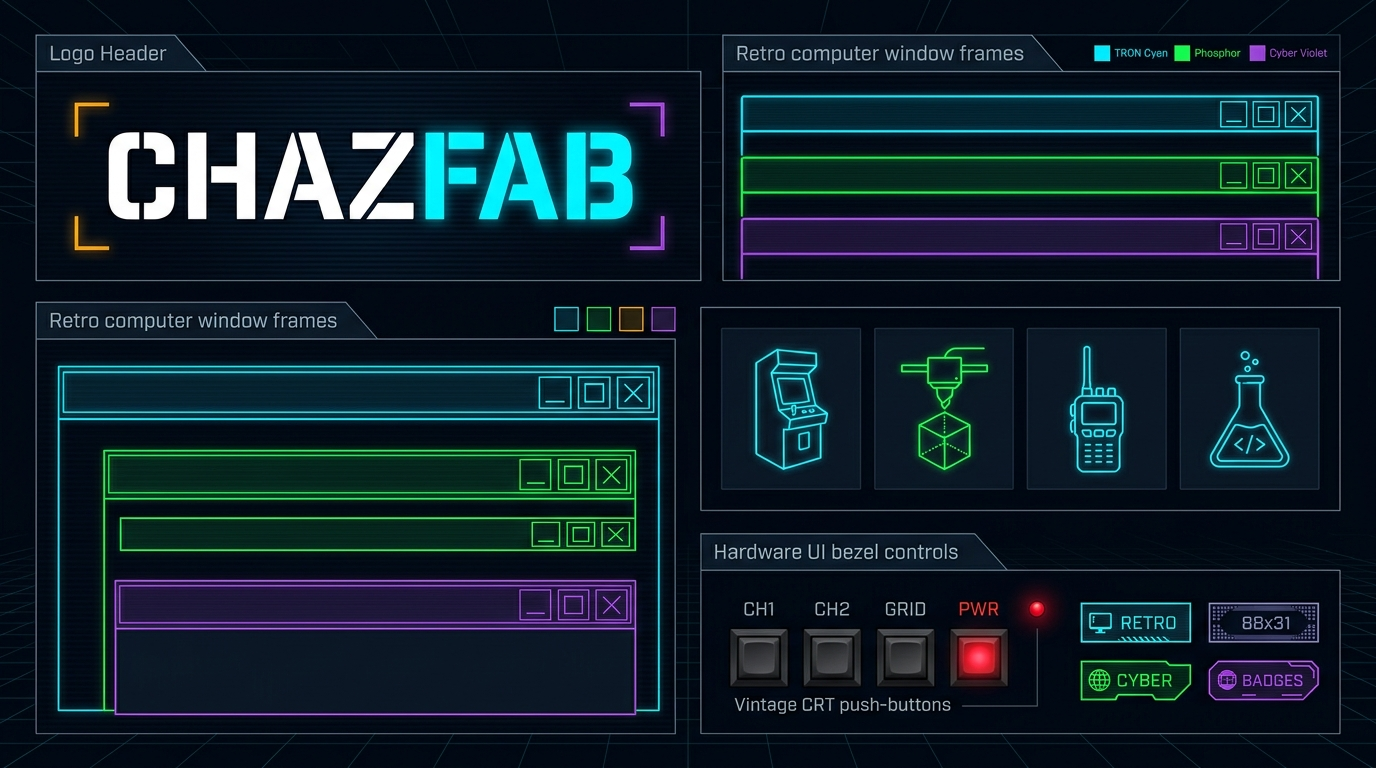 Logo Header
CHAZFAB
Retro computer window frames
TRON Cyan
Phosphor
Cyber Violet
Retro computer window frames
</>
Hardware UI bezel controls
CH1
CH2
GRID
PWR
Vintage CRT push-buttons
RETRO
88x31
CYBER
BADGES